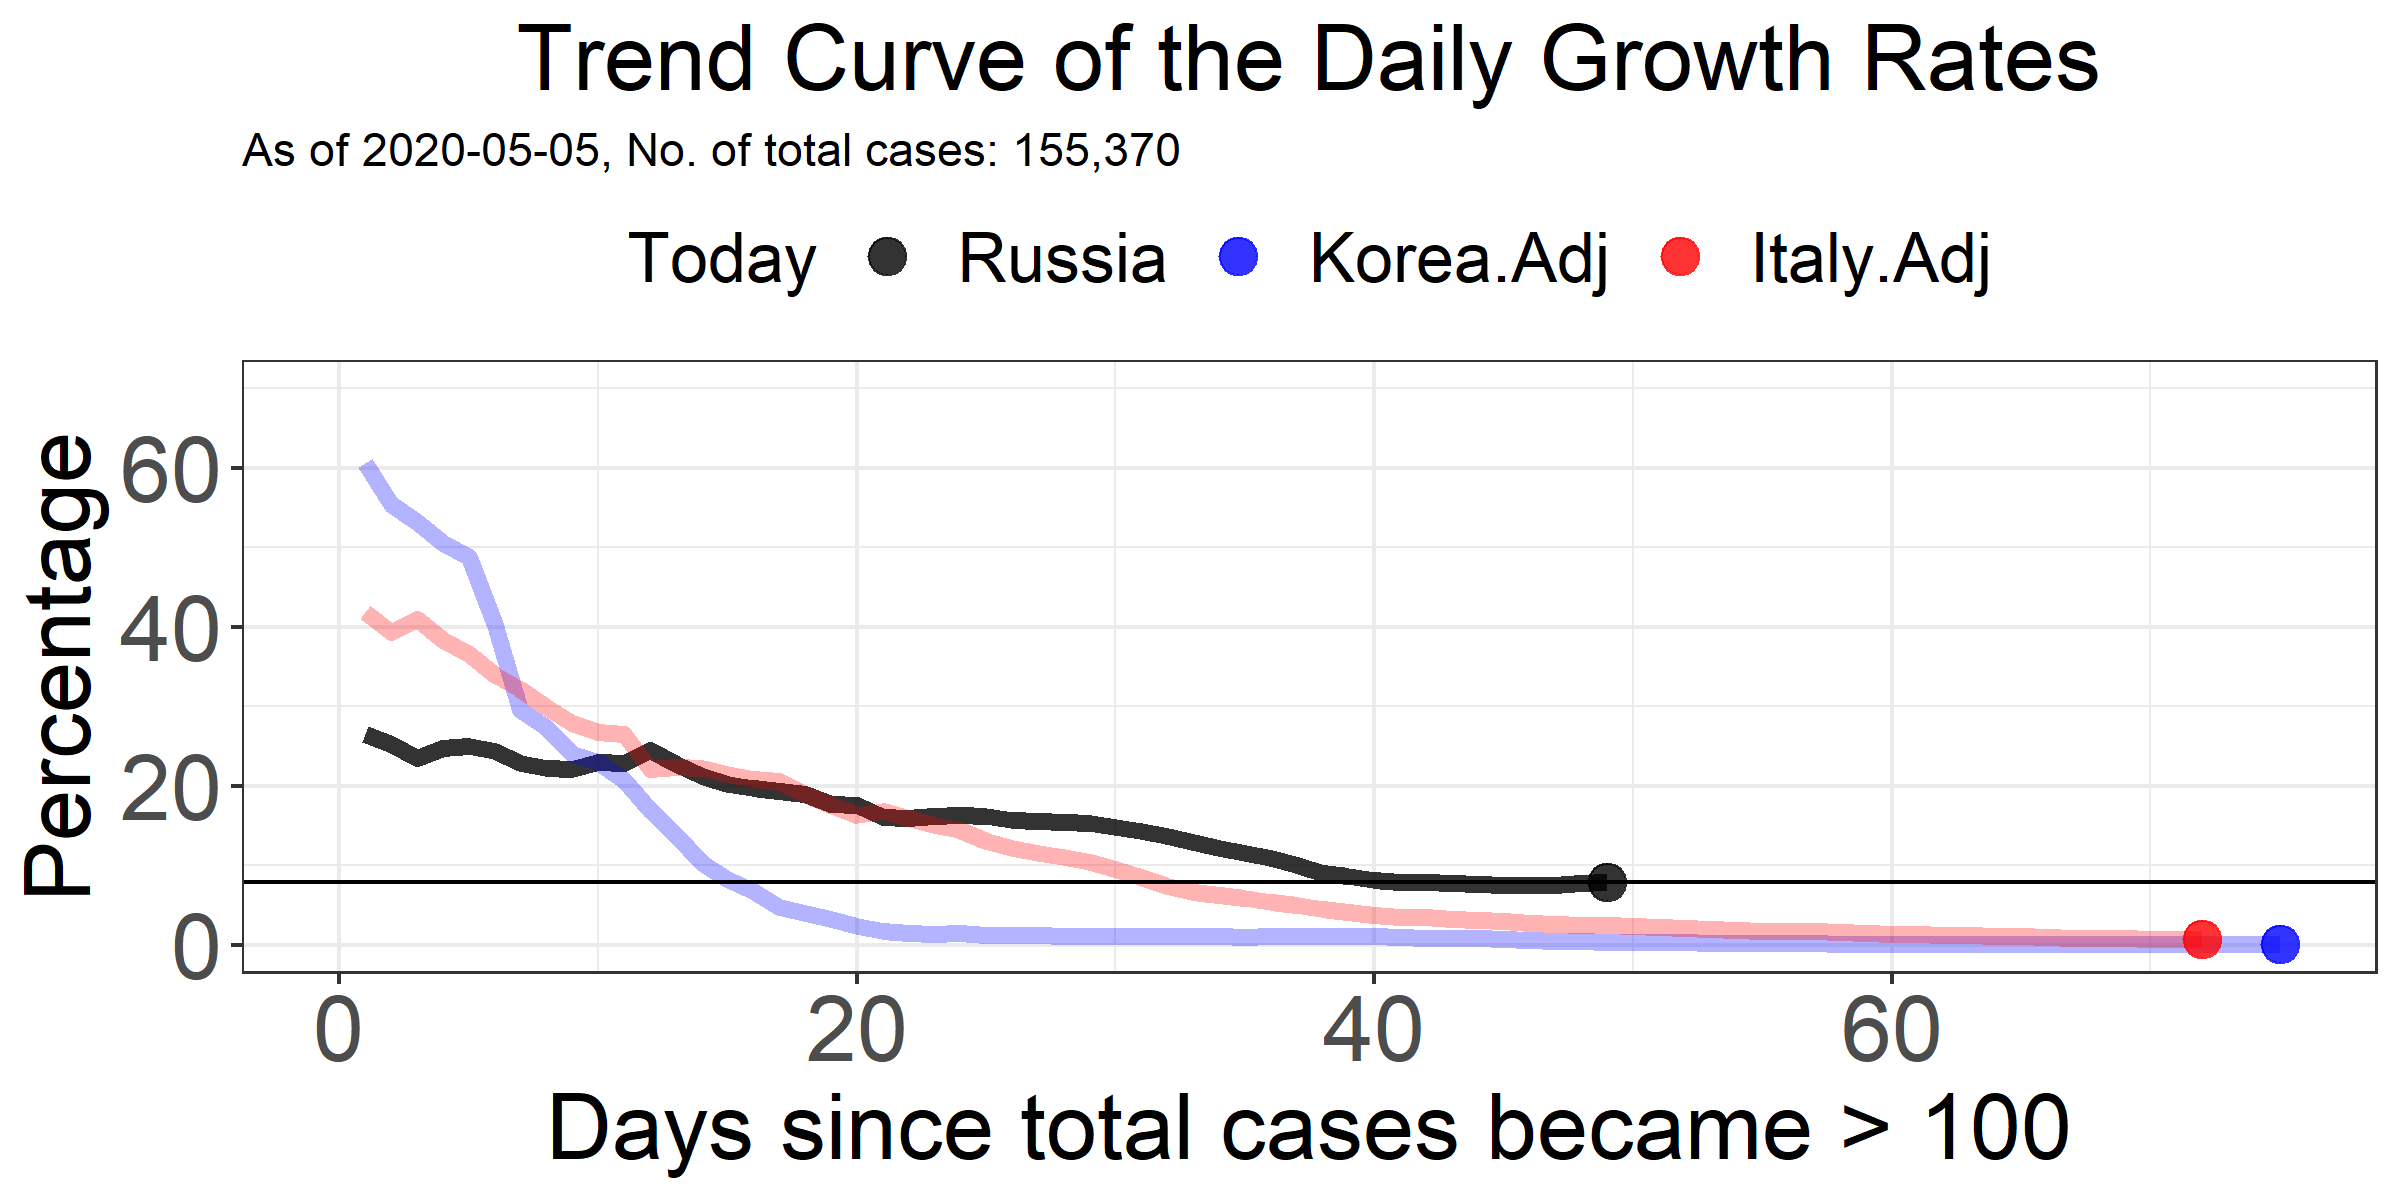 Trend Curve of the Daily Growth Rates
As of 2020-05-05, No. of total cases: 155,370
Today Russia Korea.Adj Italy.Adj
Percentage
60
40
20
0
0 20 40 60
Days since total cases became > 100